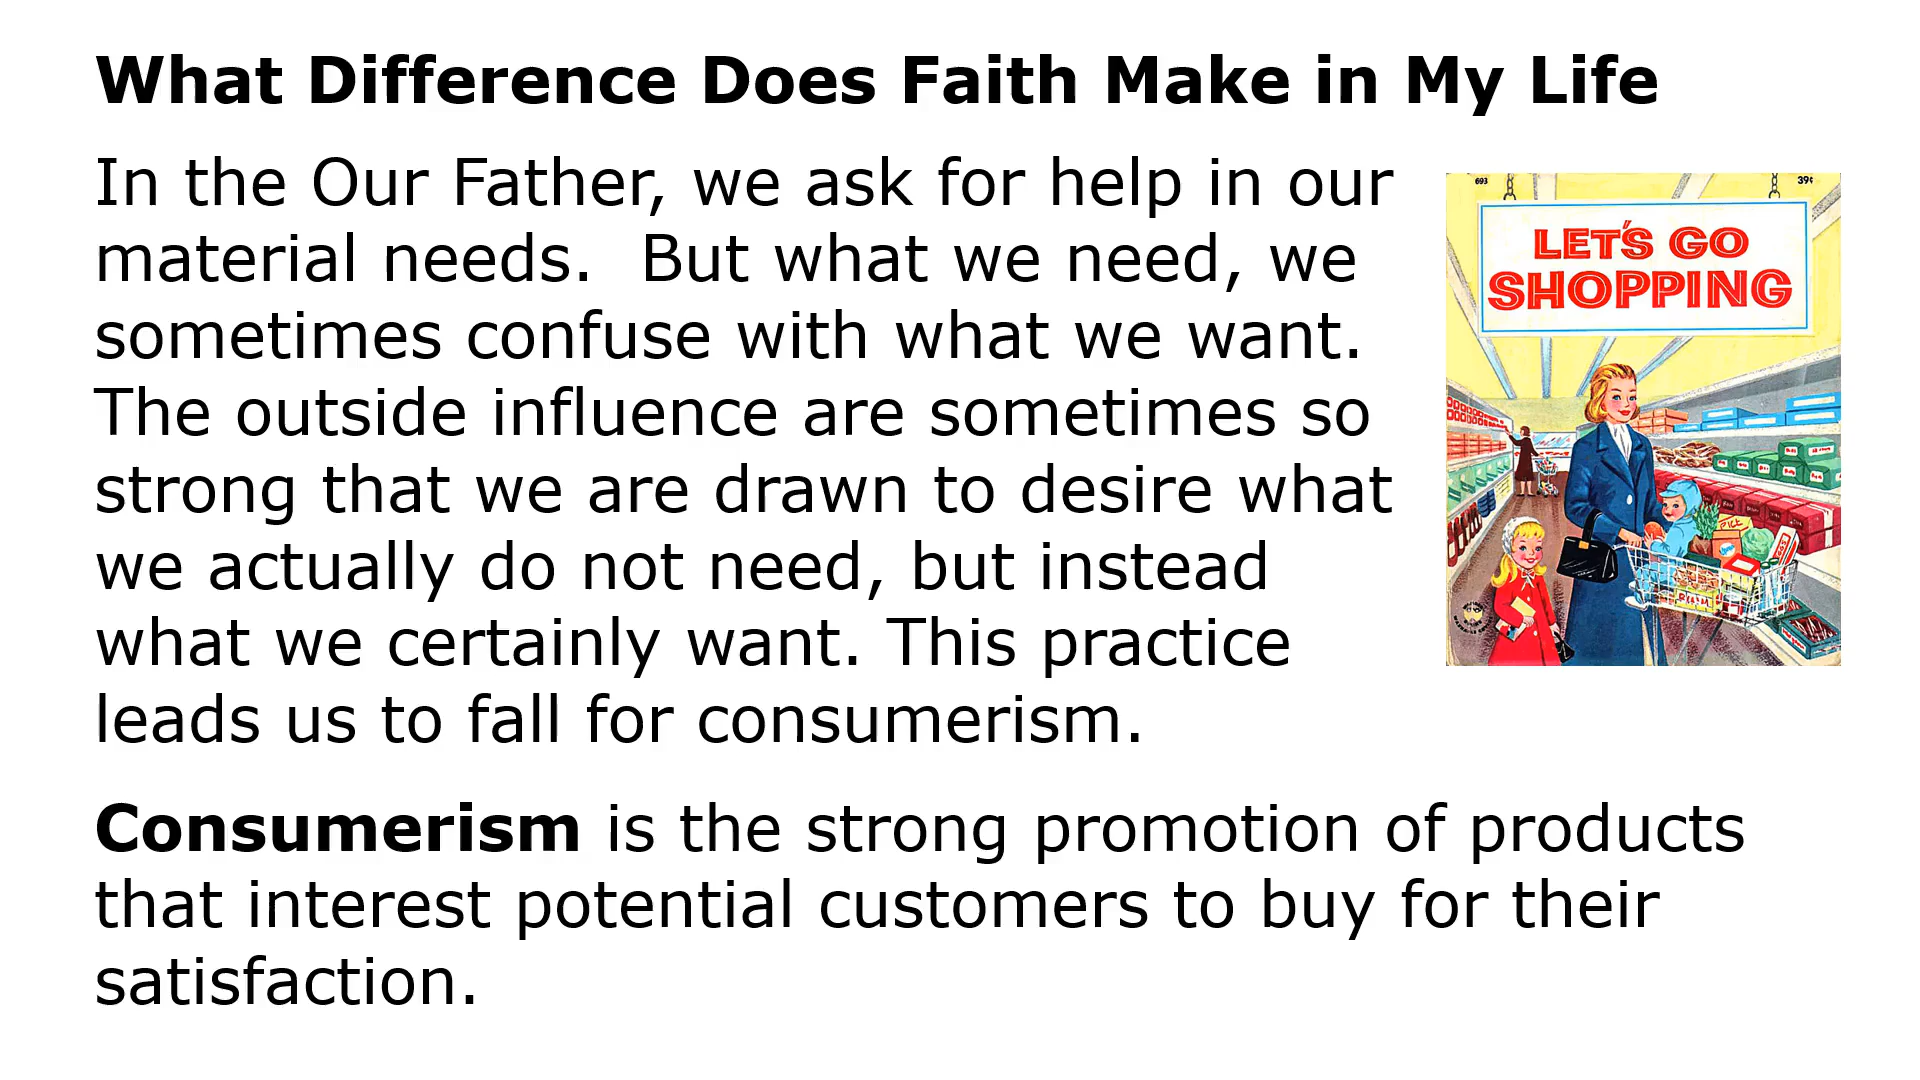 What Difference Does Faith Make in My Life
In the Our Father, we ask for help in our
material needs.  But what we need, we
sometimes confuse with what we want.
The outside influence are sometimes so
strong that we are drawn to desire what
we actually do not need, but instead
what we certainly want. This practice
leads us to fall for consumerism.
693
39¢
LET'S GO
SHOPPING
Consumerism is the strong promotion of products
that interest potential customers to buy for their
satisfaction.